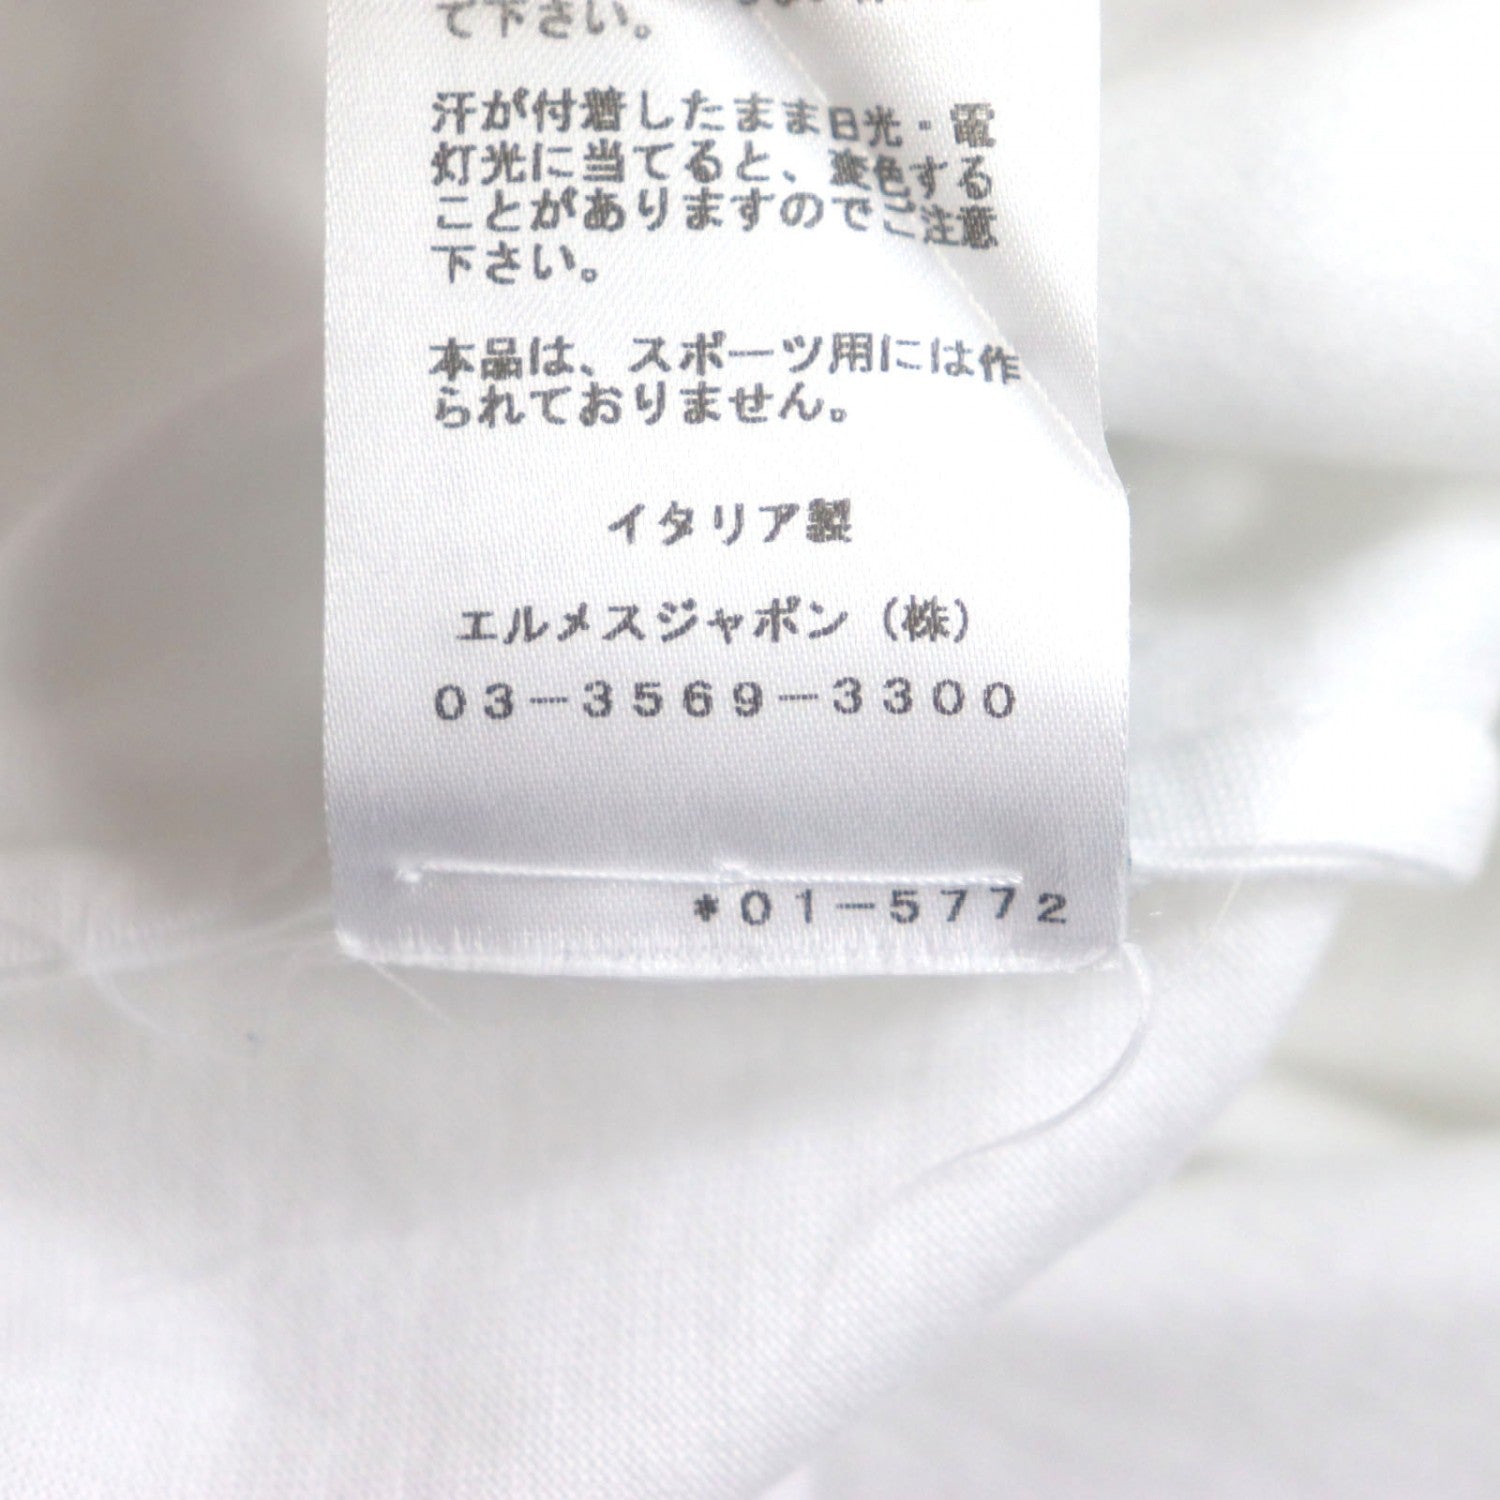 て下さい。
汗が付着したまま日光・電
灯光に当てると、変色する
ことがありますのでご注意
下さい。
本品は、スポーツ用には作
られておりません。
イタリア製
エルメスジャポン（株）
０３－３５６９－３３００
*０１－５７７２